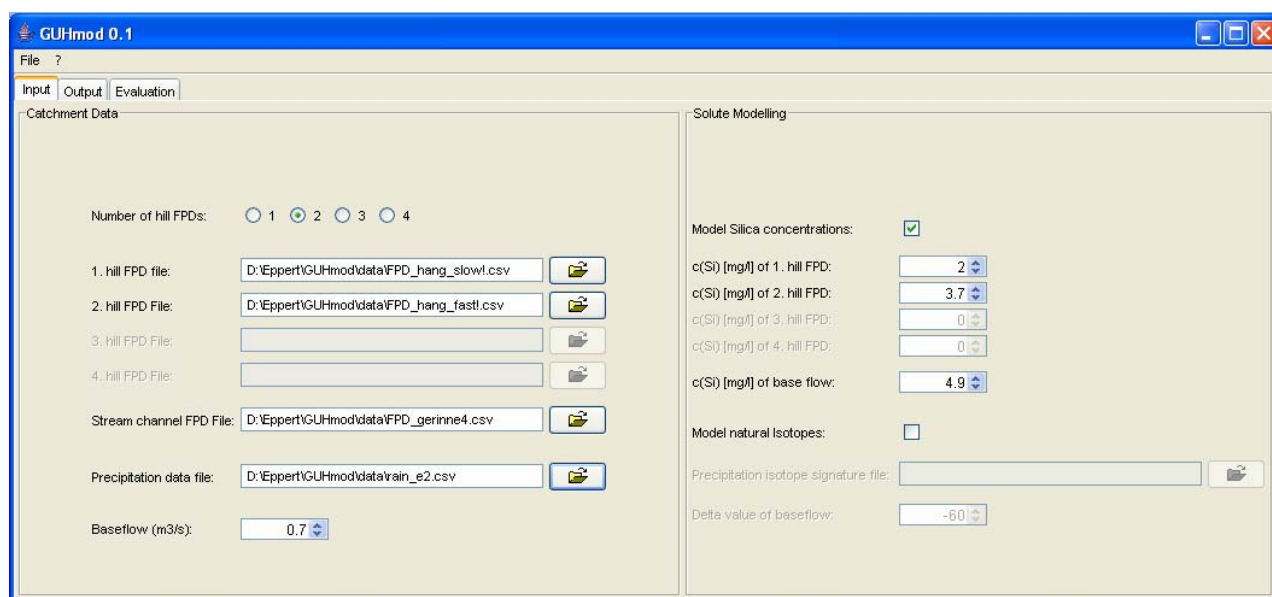 GUHmod 0.1
File ?
Input Output Evaluation
Catchment Data
Number of hill FPDs: 1 2 3 4
1. hill FPD file: D:\Eppert\GUHmod\data\FPD_hang_slow!.csv
2. hill FPD File: D:\Eppert\GUHmod\data\FPD_hang_fast!.csv
3. hill FPD File:
4. hill FPD File:
Stream channel FPD File: D:\Eppert\GUHmod\data\FPD_gerinne4.csv
Precipitation data file: D:\Eppert\GUHmod\data\rain_e2.csv
Baseflow (m3/s): 0.7
Solute Modelling
Model Silica concentrations:
c(Si) [mg/l] of 1. hill FPD: 2
c(Si) [mg/l] of 2. hill FPD: 3.7
c(Si) [mg/l] of 3. hill FPD: 0
c(Si) [mg/l] of 4. hill FPD: 0
c(Si) [mg/l] of base flow: 4.9
Model natural Isotopes:
Precipitation isotope signature file:
Delta value of baseflow: -60